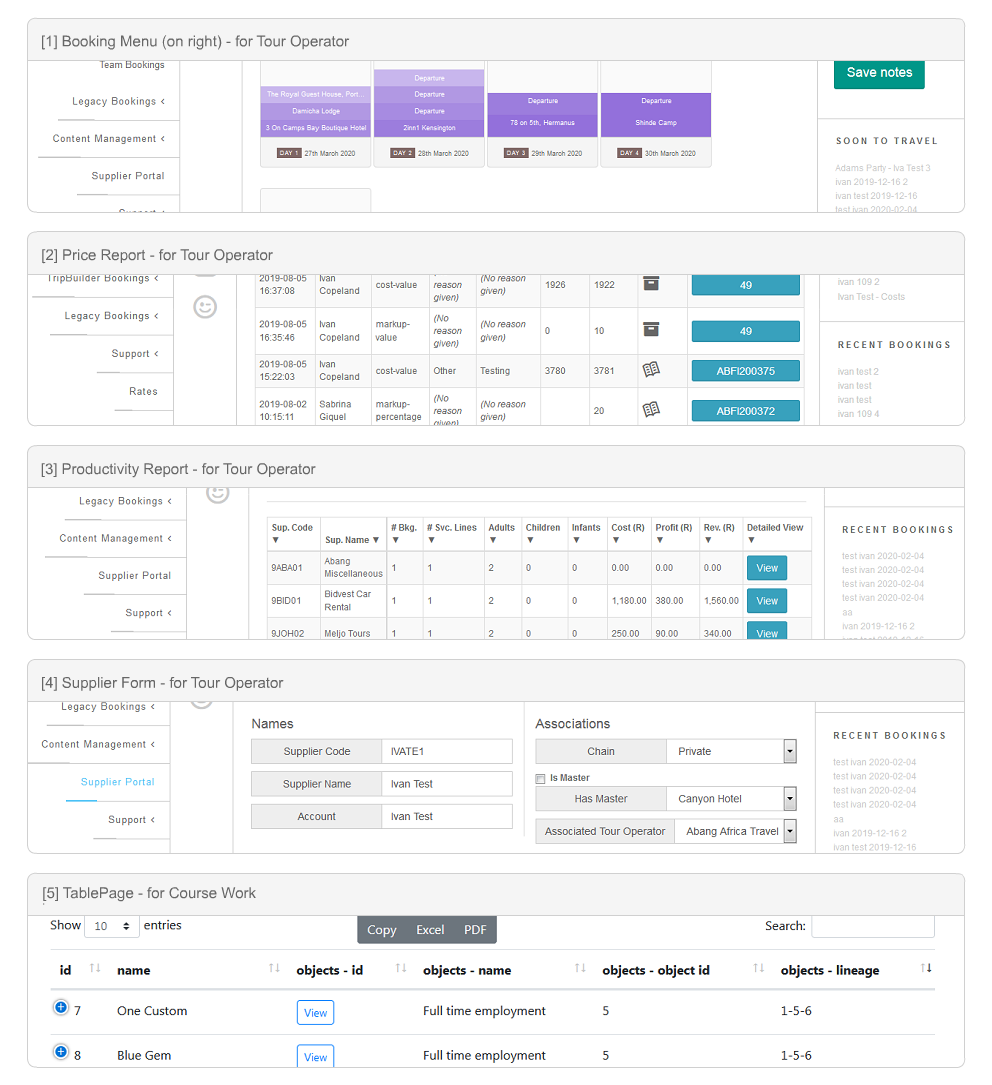 [1] Booking Menu (on right) - for Tour Operator
Team Bookings
Legacy Bookings <
Content Management <
Supplier Portal
Support <
The Royal Guest House, Port...
Damicha Lodge
3 On Camps Bay Boutique Hotel
DAY 1 27th March 2020
Departure
Departure
Departure
2inn1 Kensington
DAY 2 28th March 2020
Departure
78 on 5th, Hermanus
DAY 3 29th March 2020
Departure
Shinde Camp
DAY 4 30th March 2020
Save notes
SOON TO TRAVEL
Adams Party - Iva Test 3
ivan 2019-12-16 2
ivan test 2019-12-16
test ivan 2020-02-04
[2] Price Report - for Tour Operator
TripBuilder Bookings <
Legacy Bookings <
Support <
Rates
2019-08-05 16:37:08 Ivan Copeland cost-value reason given) (No reason given) 1926 1922 49
2019-08-05 16:35:46 Ivan Copeland markup-value (No reason given) (No reason given) 0 10 49
2019-08-05 15:22:03 Ivan Copeland cost-value Other Testing 3780 3781 ABFI200375
2019-08-02 10:15:11 Sabrina Giquel markup-percentage (No reason given) (No reason given) 20 ABFI200372
ivan 109 2
Ivan Test - Costs
RECENT BOOKINGS
ivan test 2
ivan test
ivan test
ivan 109 4
[3] Productivity Report - for Tour Operator
Legacy Bookings <
Content Management <
Supplier Portal
Support <
Sup. Code ▼ Sup. Name ▼ # Bkg. ▼ # Svc. Lines ▼ Adults ▼ Children ▼ Infants ▼ Cost (R) ▼ Profit (R) ▼ Rev. (R) ▼ Detailed View ▼
9ABA01 Abang Miscellaneous 1 1 2 0 0 0.00 0.00 0.00 View
9BID01 Bidvest Car Rental 1 1 2 0 0 1,180.00 380.00 1,560.00 View
9JOH02 Meljo Tours 1 1 2 0 0 250.00 90.00 340.00 View
RECENT BOOKINGS
test ivan 2020-02-04
test ivan 2020-02-04
test ivan 2020-02-04
test ivan 2020-02-04
aa
ivan 2019-12-16 2
ivan test 2019-12-16
[4] Supplier Form - for Tour Operator
Legacy Bookings <
Content Management <
Supplier Portal
Support <
Names
Supplier Code IVATE1
Supplier Name Ivan Test
Account Ivan Test
Associations
Chain Private
Is Master
Has Master Canyon Hotel
Associated Tour Operator Abang Africa Travel
RECENT BOOKINGS
test ivan 2020-02-04
test ivan 2020-02-04
test ivan 2020-02-04
test ivan 2020-02-04
aa
ivan 2019-12-16 2
ivan test 2019-12-16
[5] TablePage - for Course Work
Show 10 entries
Copy Excel PDF
Search:
id name objects - id objects - name objects - object id objects - lineage
7 One Custom View Full time employment 5 1-5-6
8 Blue Gem View Full time employment 5 1-5-6